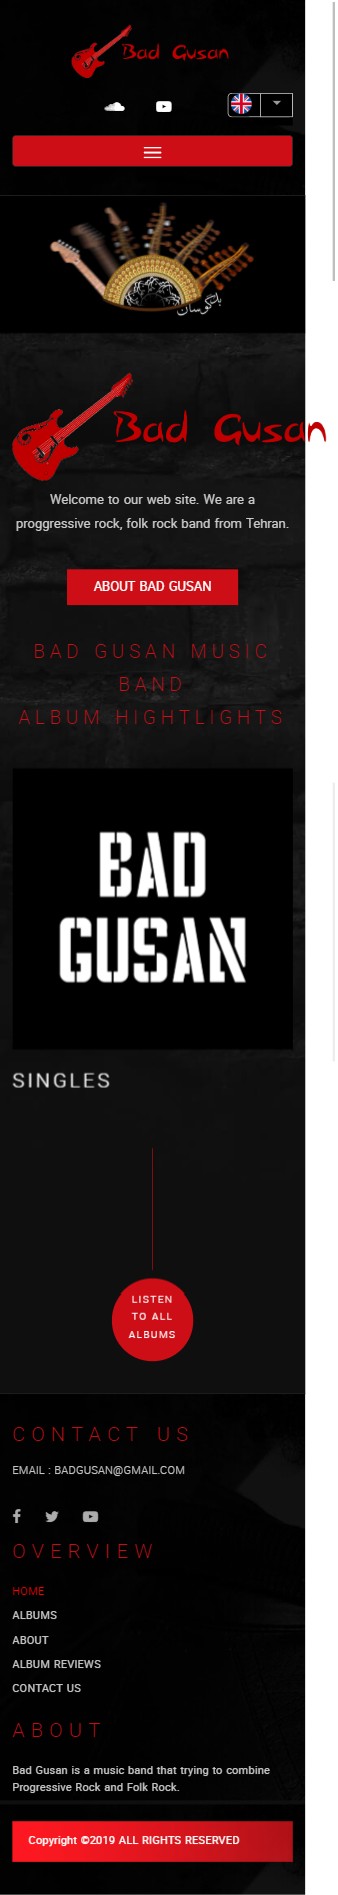 Bad Gusan
بادگوسان
Bad Gusan
Welcome to our web site. We are a
proggressive rock, folk rock band from Tehran.
ABOUT BAD GUSAN
BAD GUSAN MUSIC
BAND
ALBUM HIGHTLIGHTS
BAD
GUSAN
SINGLES
LISTEN
TO ALL
ALBUMS
CONTACT US
EMAIL : BADGUSAN@GMAIL.COM
OVERVIEW
HOME
ALBUMS
ABOUT
ALBUM REVIEWS
CONTACT US
ABOUT
Bad Gusan is a music band that trying to combine
Progressive Rock and Folk Rock.
Copyright ©2019 ALL RIGHTS RESERVED